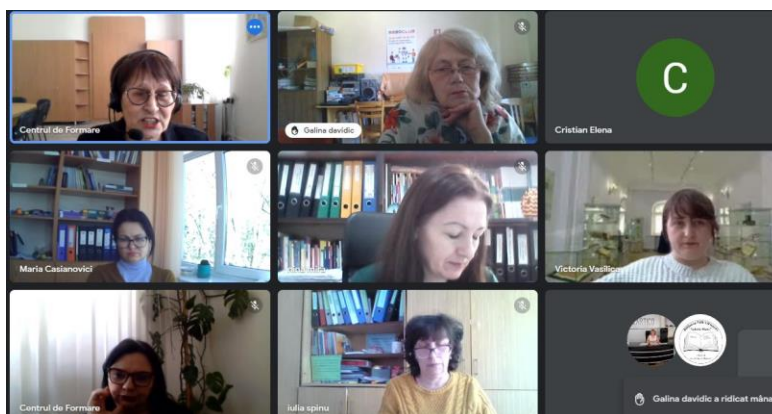 Centrul de Formare
Galina davidic
C
Cristian Elena
Maria Casianovici
Victoria Vasilica
Centrul de Formare
iulia spinu
Galina davidic a ridicat mâna